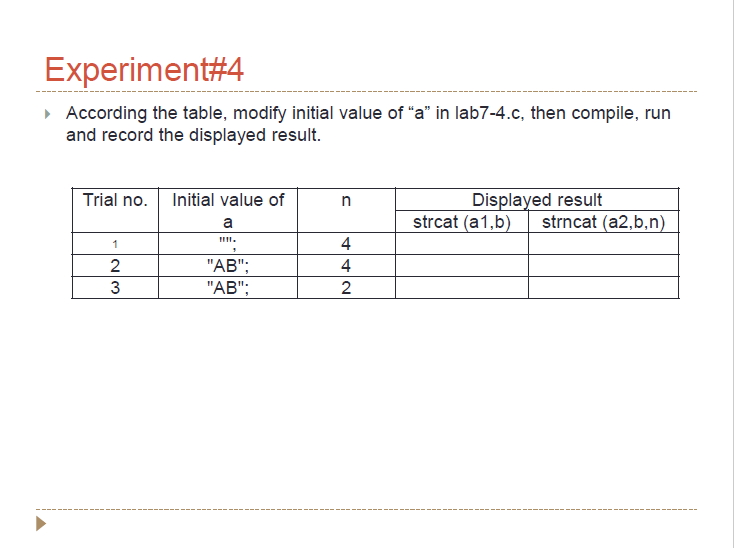 Experiment#4
According the table, modify initial value of “a” in lab7-4.c, then compile, run
and record the displayed result.
Trial no. Initial value of a n Displayed result
strcat (a1,b) strncat (a2,b,n)
1 ""; 4
2 "AB"; 4
3 "AB"; 2